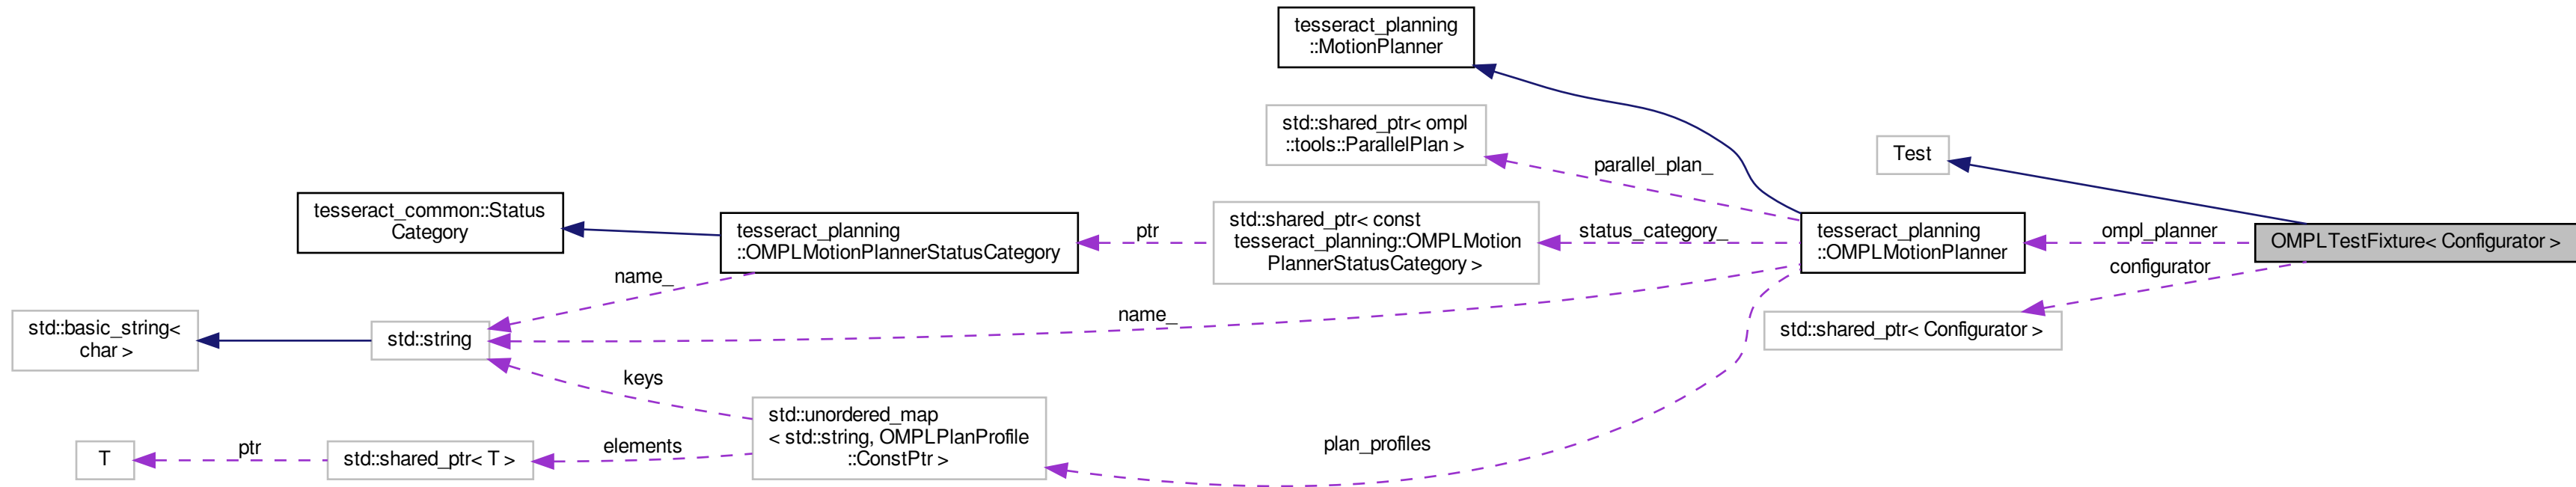 tesseract_planning
::MotionPlanner
std::shared_ptr< ompl
::tools::ParallelPlan >
Test
parallel_plan_
tesseract_common::Status
Category
tesseract_planning
::OMPLMotionPlannerStatusCategory
ptr
std::shared_ptr< const
tesseract_planning::OMPLMotion
PlannerStatusCategory >
status_category_
tesseract_planning
::OMPLMotionPlanner
ompl_planner
OMPLTestFixture< Configurator >
configurator
name_
name_
std::basic_string<
char >
std::string
std::shared_ptr< Configurator >
keys
std::unordered_map
< std::string, OMPLPlanProfile
::ConstPtr >
plan_profiles
elements
ptr
T
std::shared_ptr< T >